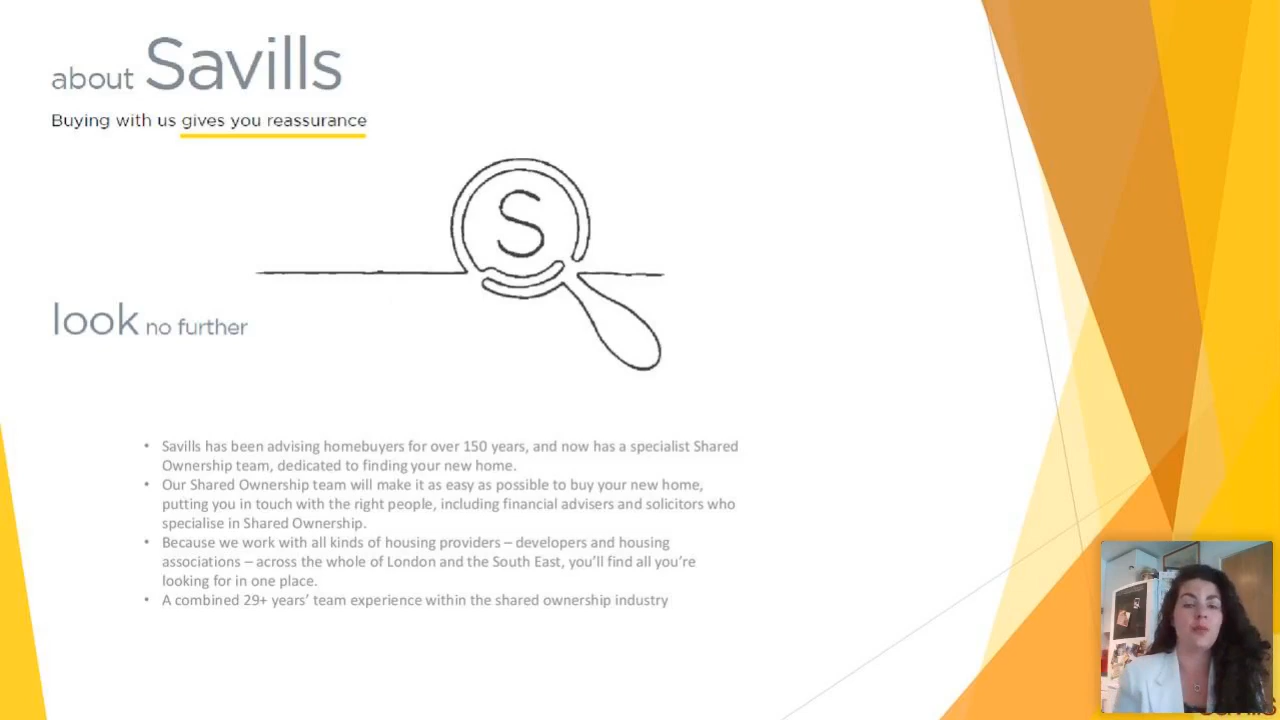 about Savills
Buying with us gives you reassurance
S
look no further
• Savills has been advising homebuyers for over 150 years, and now has a specialist Shared
Ownership team, dedicated to finding your new home.
• Our Shared Ownership team will make it as easy as possible to buy your new home,
putting you in touch with the right people, including financial advisers and solicitors who
specialise in Shared Ownership.
• Because we work with all kinds of housing providers – developers and housing
associations – across the whole of London and the South East, you’ll find all you’re
looking for in one place.
• A combined 29+ years’ team experience within the shared ownership industry